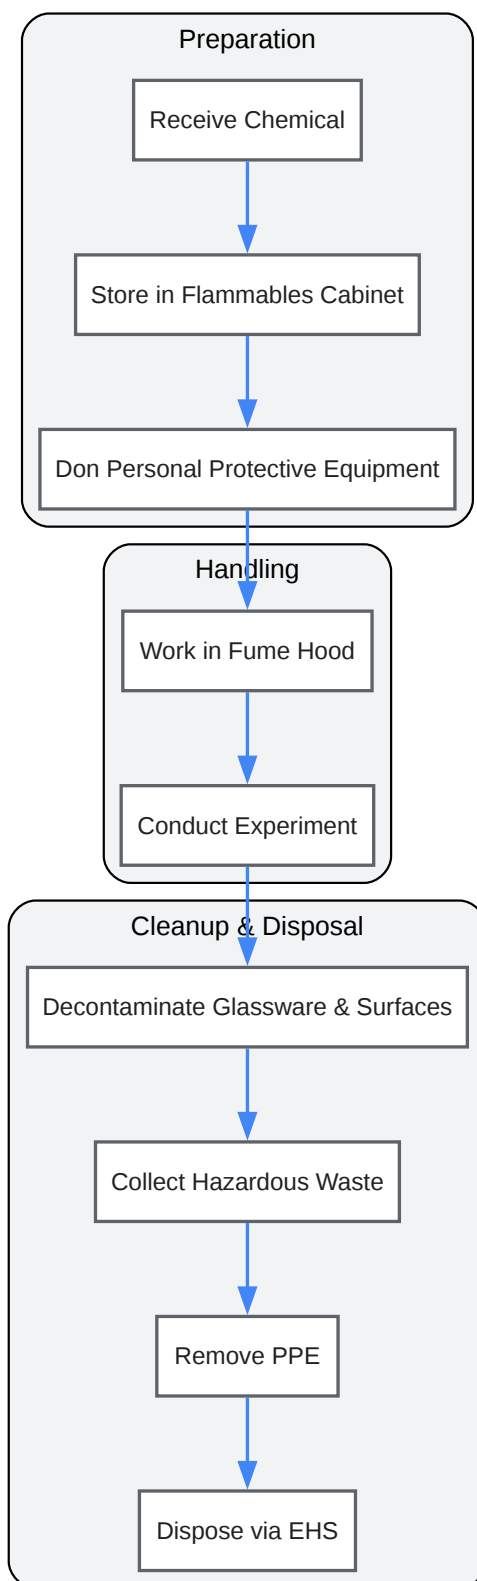 Preparation
Receive Chemical
Store in Flammables Cabinet
Don Personal Protective Equipment
Handling
Work in Fume Hood
Conduct Experiment
Cleanup & Disposal
Decontaminate Glassware & Surfaces
Collect Hazardous Waste
Remove PPE
Dispose via EHS